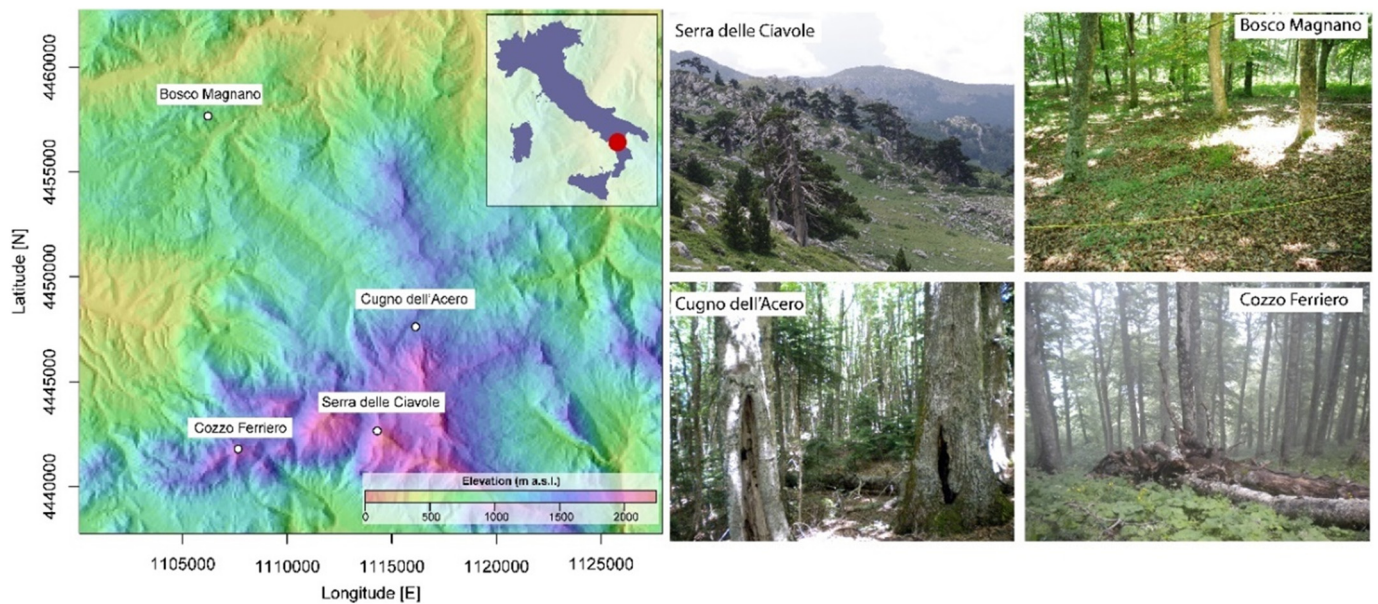 4460000
4455000
4450000
4445000
4440000
Latitude [N]
Bosco Magnano
Cugno dell'Acero
Serra delle Ciavole
Cozzo Ferriero
Elevation (m a.s.l.)
0 500 1000 1500 2000
1105000 1110000 1115000 1120000 1125000
Longitude [E]
Serra delle Ciavole
Bosco Magnano
Cugno dell'Acero
Cozzo Ferriero